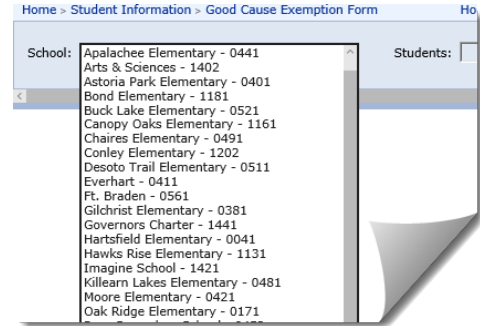 Home > Student Information > Good Cause Exemption Form Ho
School: Apalachee Elementary - 0441 Students:
Arts & Sciences - 1402
Astoria Park Elementary - 0401
Bond Elementary - 1181
Buck Lake Elementary - 0521
Canopy Oaks Elementary - 1161
Chaires Elementary - 0491
Conley Elementary - 1202
Desoto Trail Elementary - 0511
Everhart - 0411
Ft. Braden - 0561
Gilchrist Elementary - 0381
Governors Charter - 1441
Hartsfield Elementary - 0041
Hawks Rise Elementary - 1131
Imagine School - 1421
Killearn Lakes Elementary - 0481
Moore Elementary - 0421
Oak Ridge Elementary - 0171